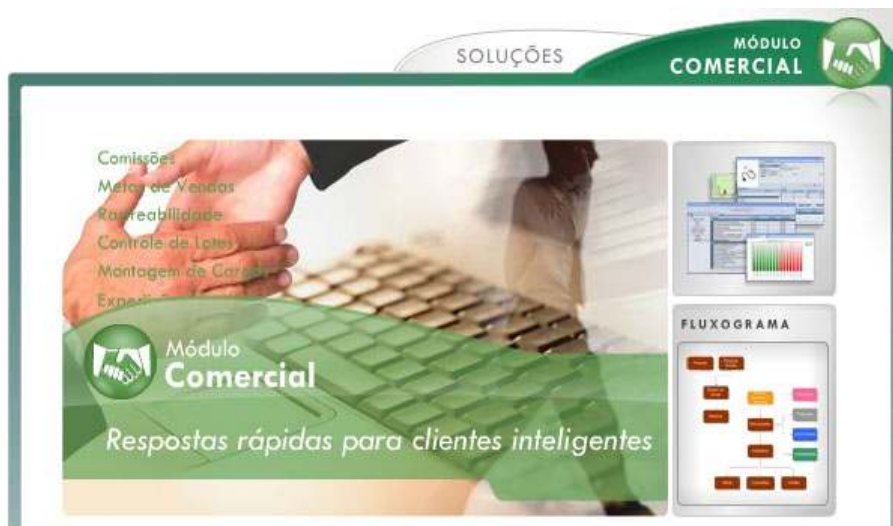 SOLUÇÕES
MÓDULO
COMERCIAL
Comissões
Metas de Vendas
Rastreabilidade
Controle de Lotes
Montagem de
Módulo
Comercial
Respostas rápidas para clientes inteligentes
FLUXOGRAMA